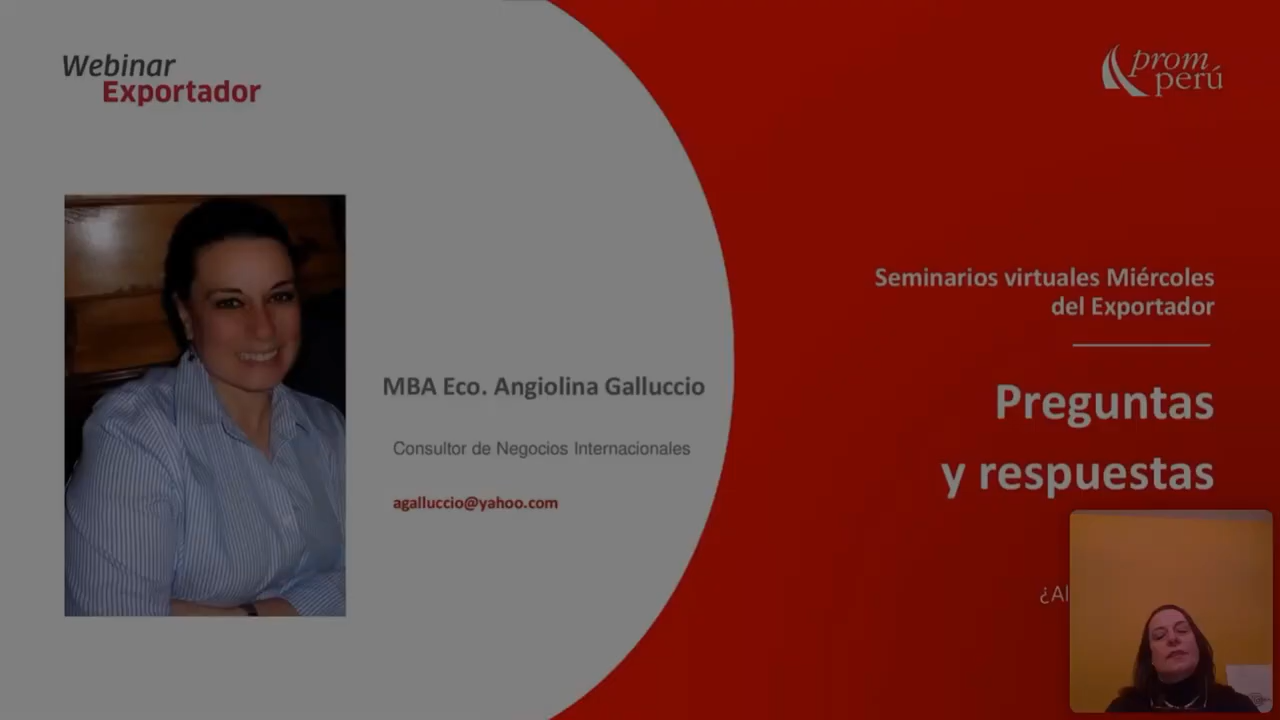 Webinar
Exportador
prom
perú
MBA Eco. Angiolina Galluccio
Consultor de Negocios Internacionales
agalluccio@yahoo.com
Seminarios virtuales Miércoles
del Exportador
Preguntas
y respuestas